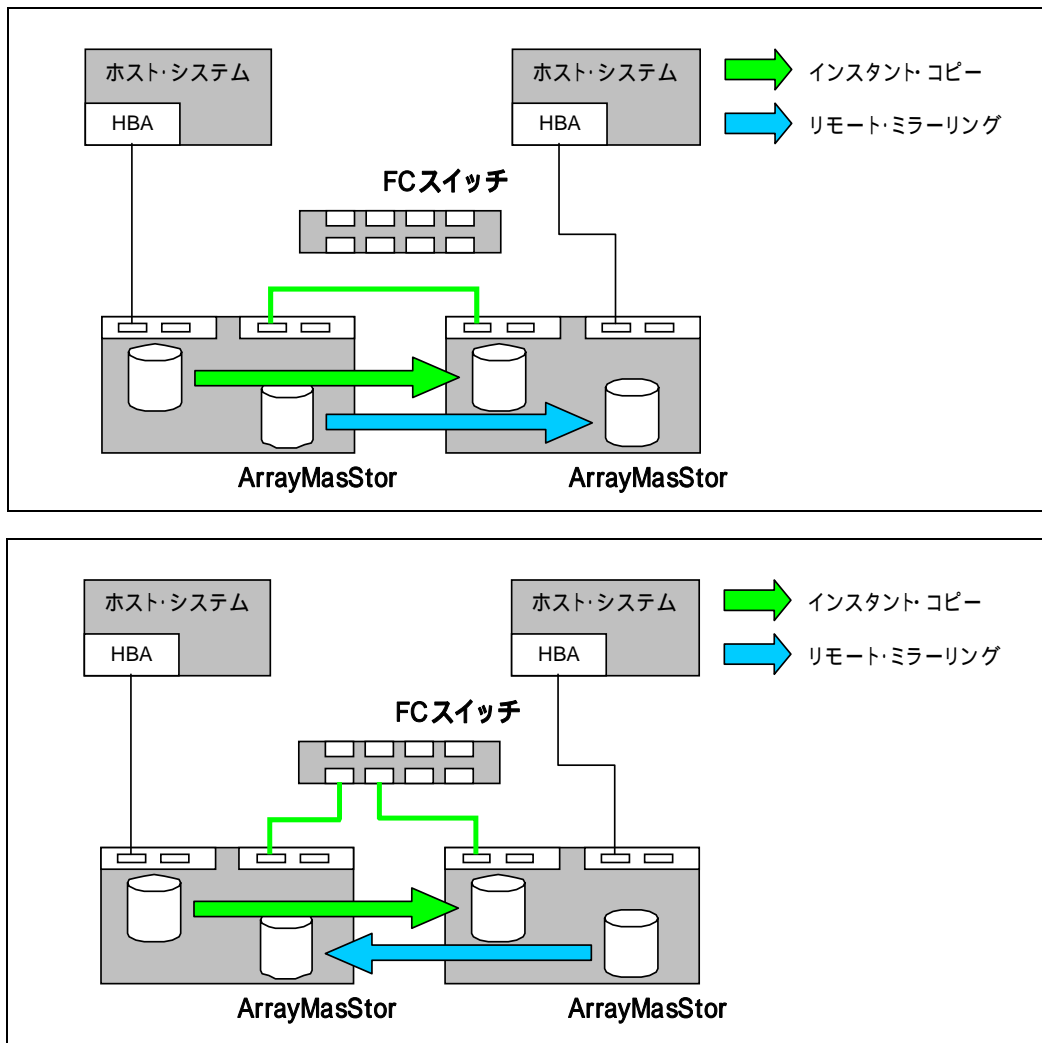 ホスト・システム
HBA
ホスト・システム
HBA
インスタント・コピー
リモート・ミラーリング
FCスイッチ
ArrayMasStor
ArrayMasStor
ホスト・システム
HBA
ホスト・システム
HBA
インスタント・コピー
リモート・ミラーリング
FCスイッチ
ArrayMasStor
ArrayMasStor